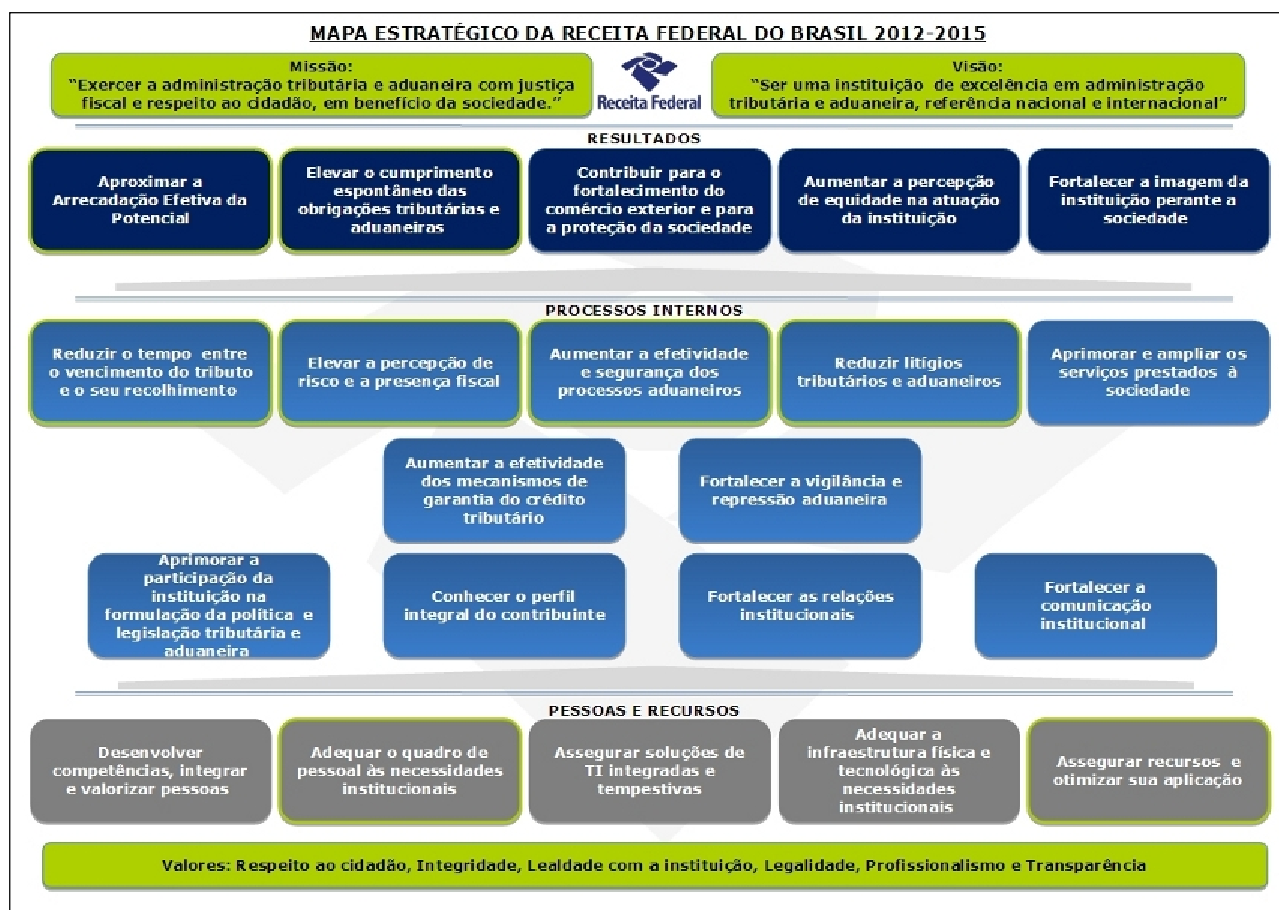 MAPA ESTRATÉGICO DA RECEITA FEDERAL DO BRASIL 2012-2015
Missão:
“Exercer a administração tributária e aduaneira com justiça
fiscal e respeito ao cidadão, em benefício da sociedade.”
Receita Federal
Visão:
“Ser uma instituição de excelência em administração
tributária e aduaneira, referência nacional e internacional”
RESULTADOS
Aproximar a
Arrecadação Efetiva da
Potencial
Elevar o cumprimento
espontâneo das
obrigações tributárias e
aduaneiras
Contribuir para o
fortalecimento do
comércio exterior e para
a proteção da sociedade
Aumentar a percepção
de equidade na atuação
da instituição
Fortalecer a imagem da
instituição perante a
sociedade
PROCESSOS INTERNOS
Reduzir o tempo entre
o vencimento do tributo
e o seu recolhimento
Elevar a percepção de
risco e a presença fiscal
Aumentar a efetividade
e segurança dos
processos aduaneiros
Reduzir litígios
tributários e aduaneiros
Aprimorar e ampliar os
serviços prestados à
sociedade
Aumentar a efetividade
dos mecanismos de
garantia do crédito
tributário
Fortalecer a vigilância e
repressão aduaneira
Aprimorar a
participação da
instituição na
formulação da política e
legislação tributária e
aduaneira
Conhecer o perfil
integral do contribuinte
Fortalecer as relações
institucionais
Fortalecer a
comunicação
institucional
PESSOAS E RECURSOS
Desenvolver
competências, integrar
e valorizar pessoas
Adequar o quadro de
pessoal às necessidades
institucionais
Assegurar soluções de
TI integradas e
tempestivas
Adequar a
infraestrutura física e
tecnológica às
necessidades
institucionais
Assegurar recursos e
otimizar sua aplicação
Valores: Respeito ao cidadão, Integridade, Lealdade com a instituição, Legalidade, Profissionalismo e Transparência